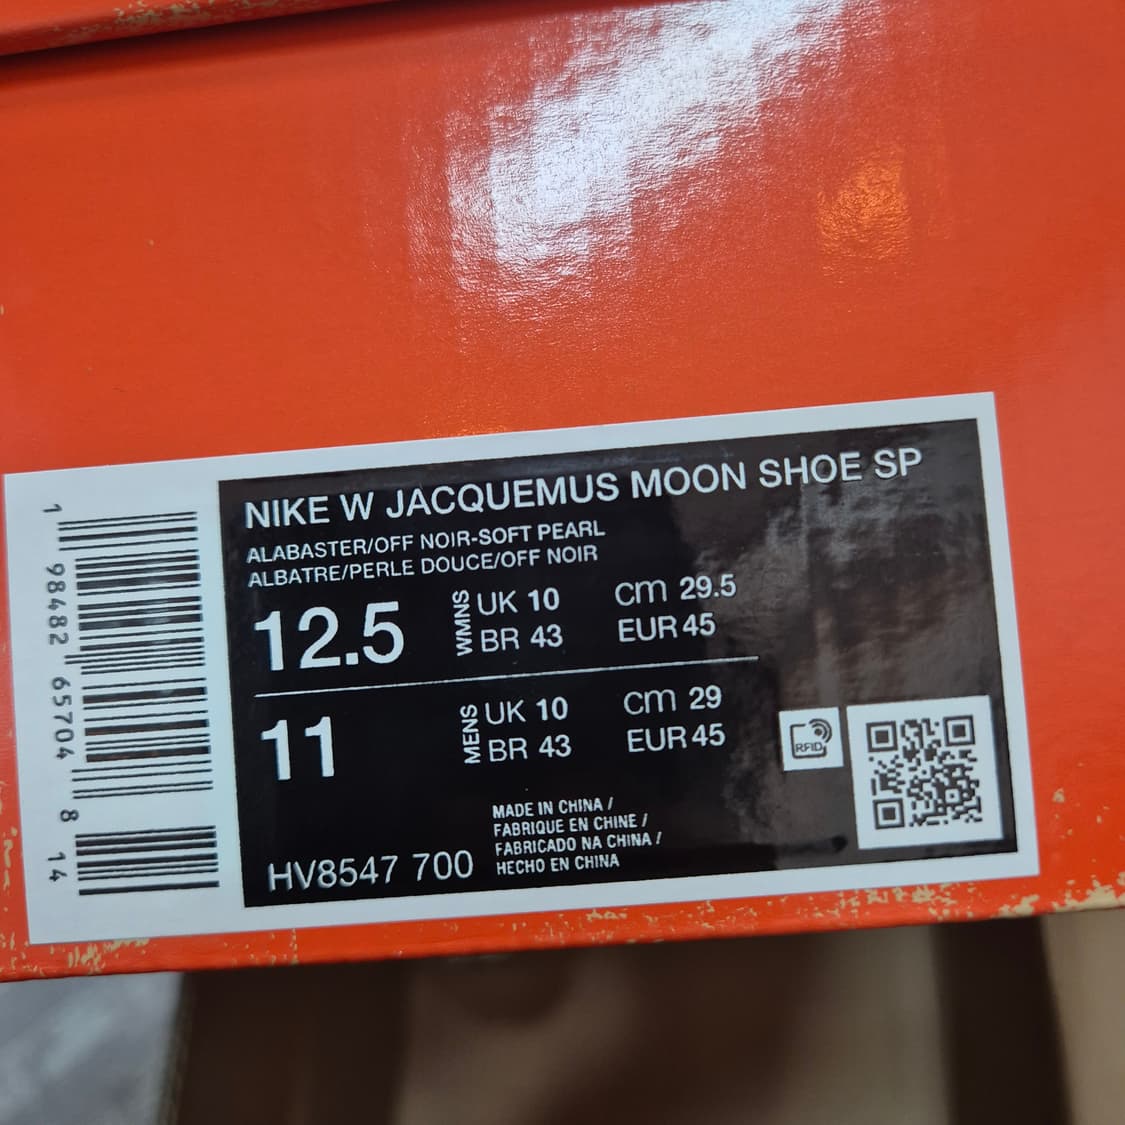 NIKE W JACQUEMUS MOON SHOE SP
ALABASTER/OFF NOIR-SOFT PEARL
ALBATRE/PERLE DOUCE/OFF NOIR
12.5 WMNS UK 10 CM 29.5
BR 43 EUR 45
11 MENS UK 10 CM 29
BR 43 EUR 45
RFID
MADE IN CHINA /
FABRIQUE EN CHINE /
FABRICADO NA CHINA /
HECHO EN CHINA
HV8547 700
1 98482 65704 8 14